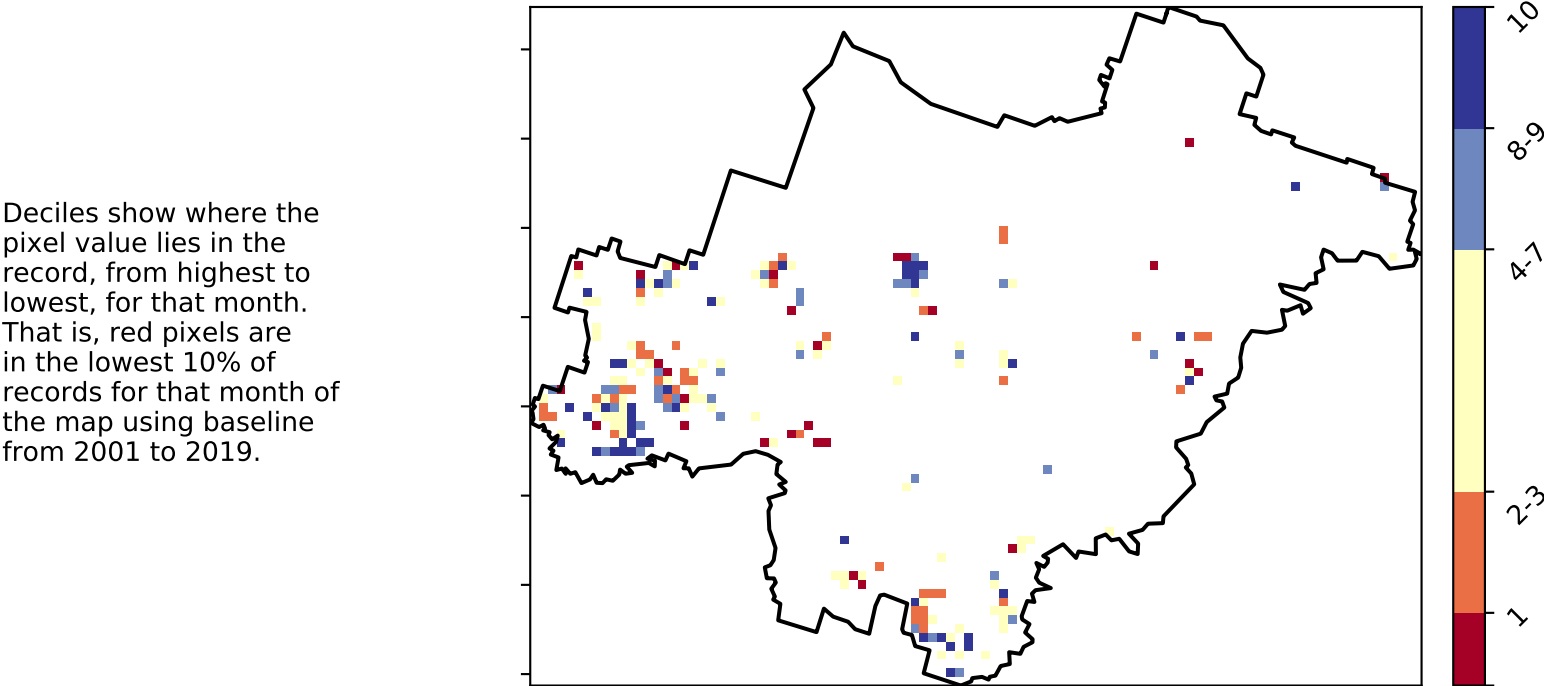 Deciles show where the
pixel value lies in the
record, from highest to
lowest, for that month.
That is, red pixels are
in the lowest 10% of
records for that month of
the map using baseline
from 2001 to 2019.
10
8-9
4-7
2-3
1